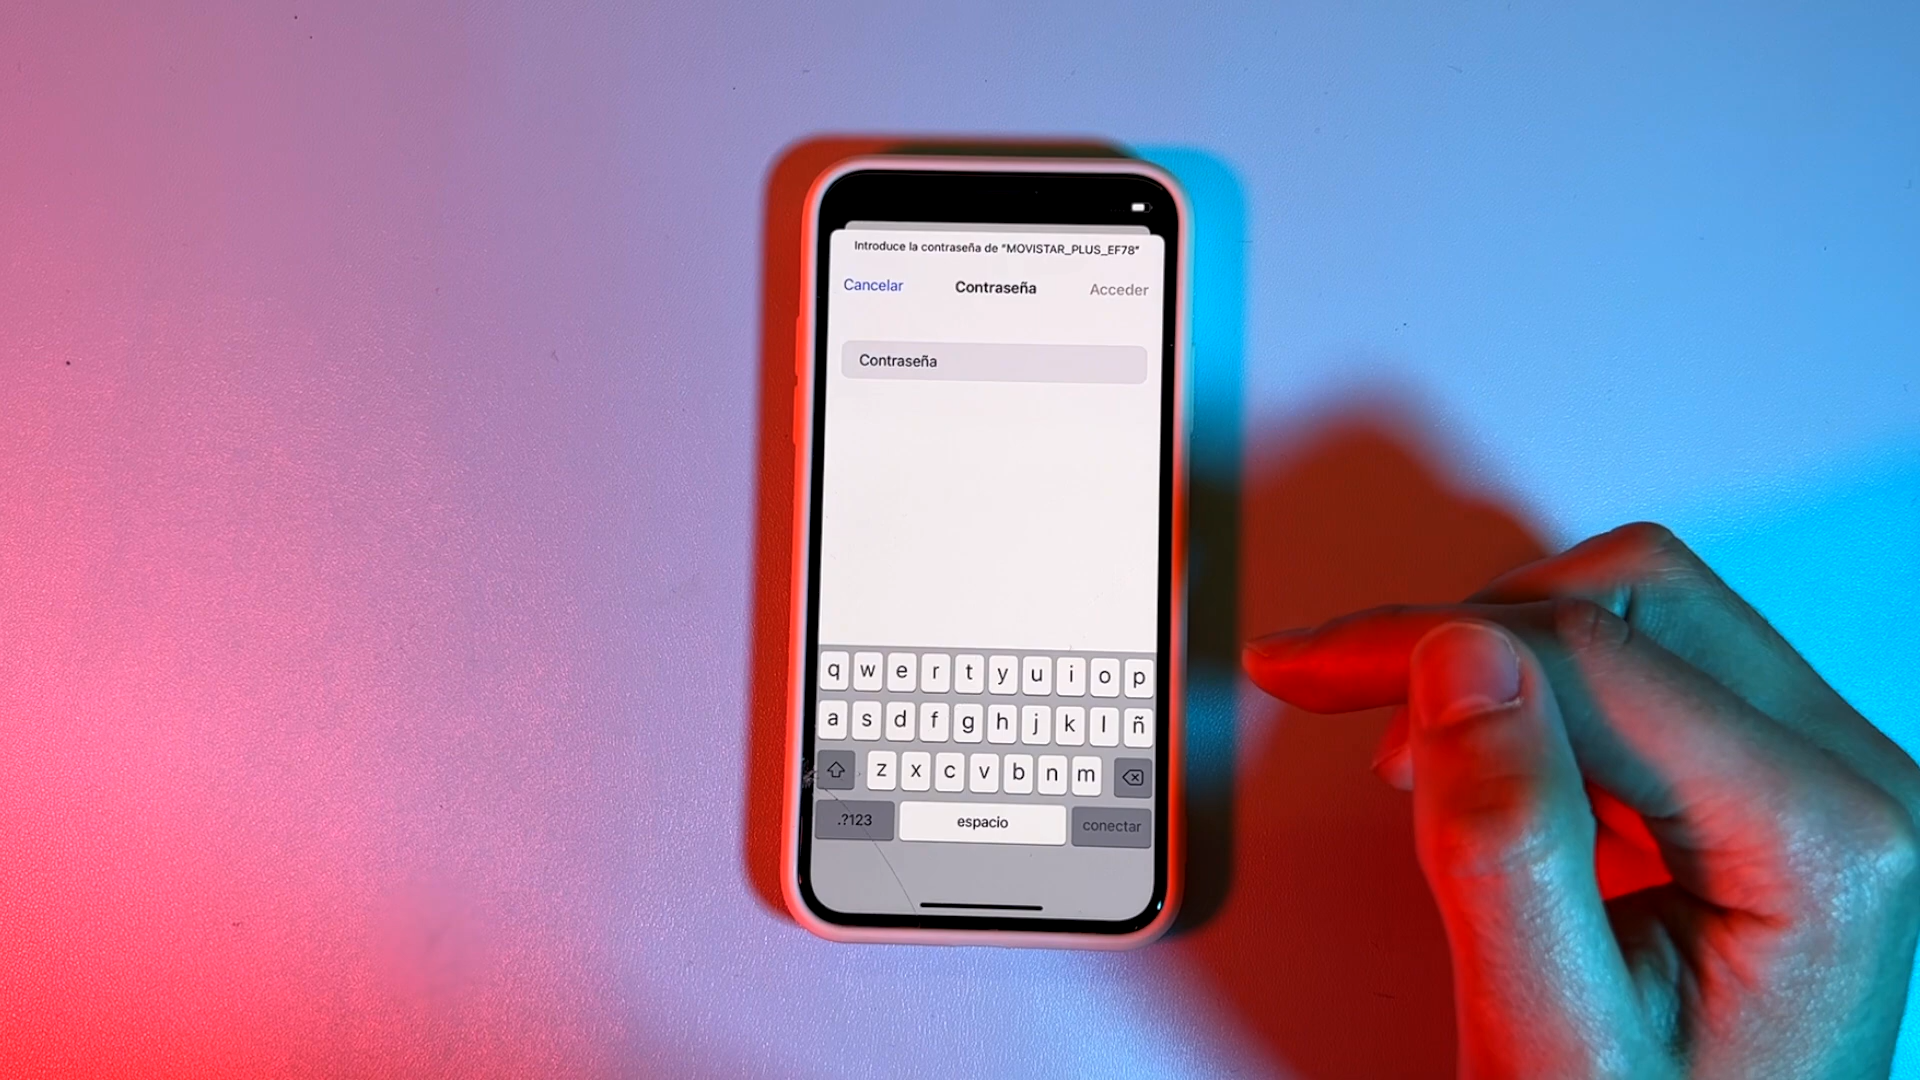 Introduce la contraseña de "MOVISTAR_PLUS_EF78"
Cancelar Contraseña Acceder
Contraseña
q w e r t y u i o p
a s d f g h j k l ñ
z x c v b n m
.?123 espacio conectar